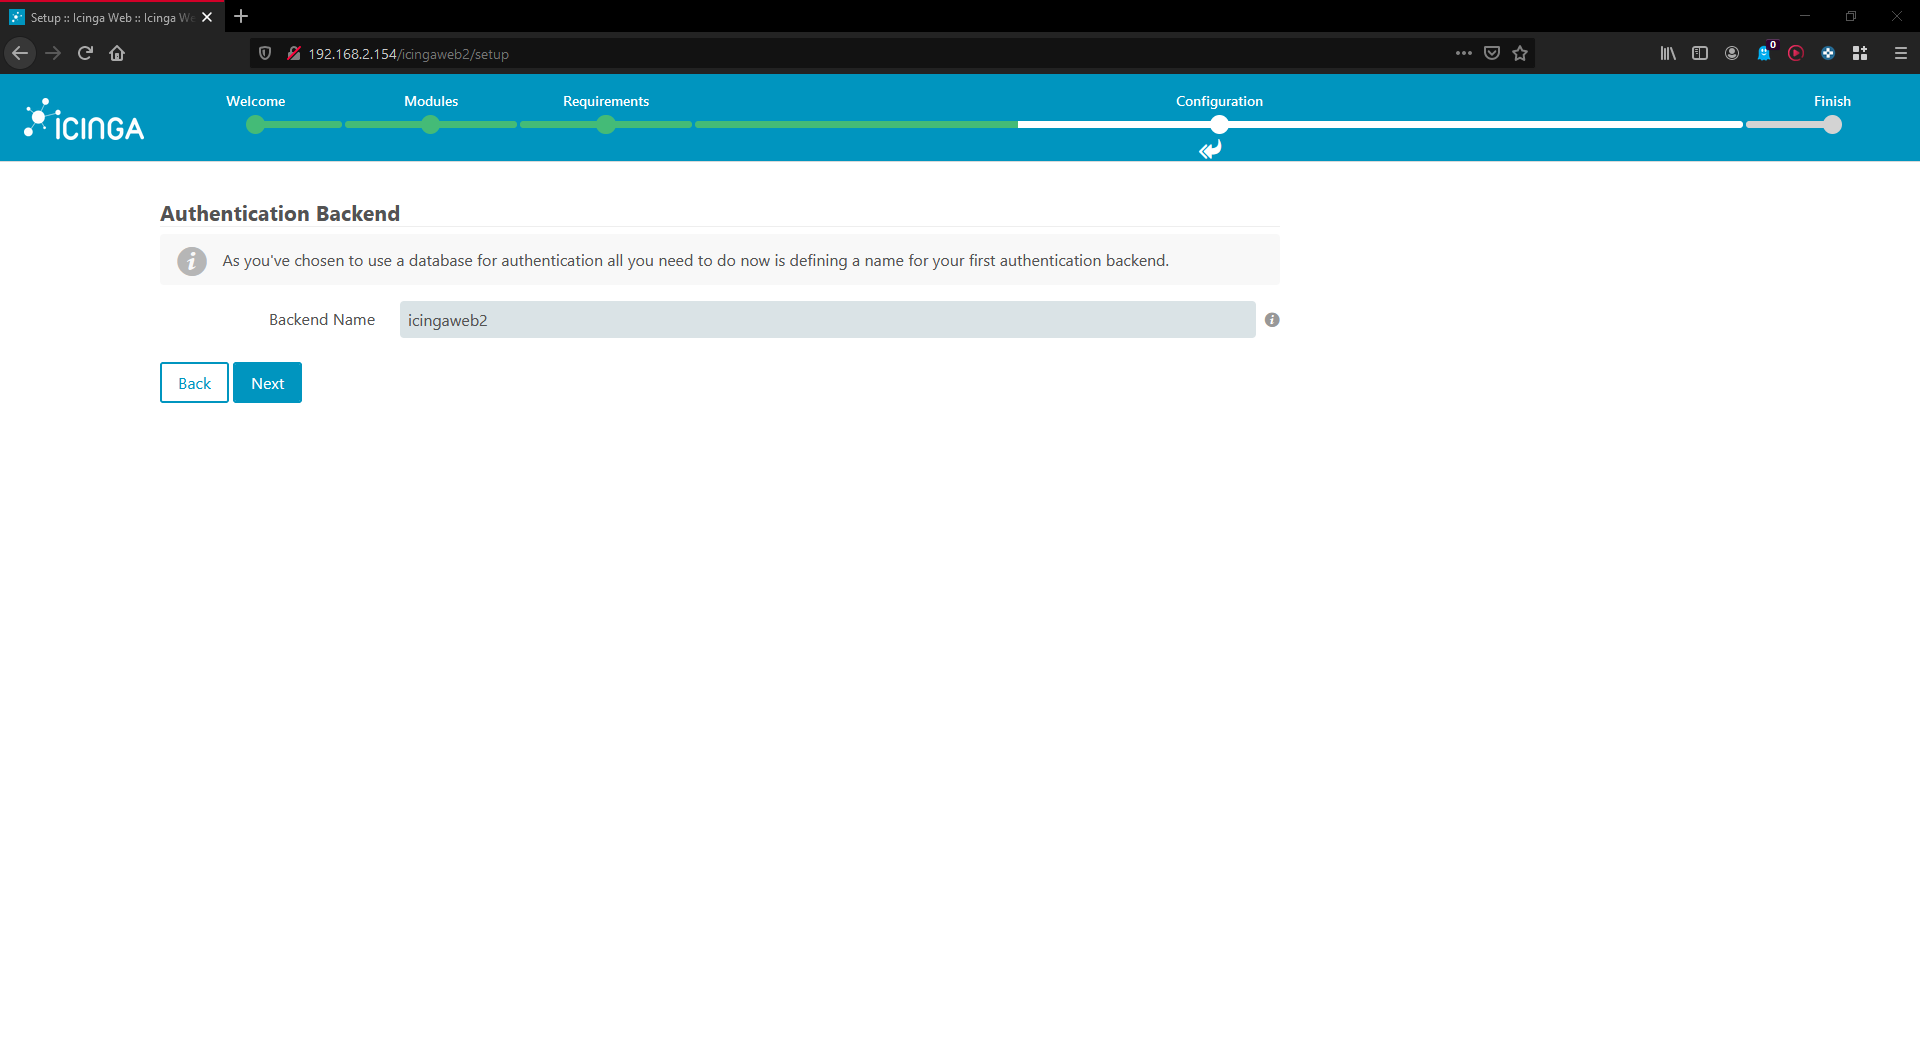 Setup :: Icinga Web :: Icinga We
192.168.2.154/icingaweb2/setup
0
ICINGA
Welcome
Modules
Requirements
Configuration
Finish
Authentication Backend
As you've chosen to use a database for authentication all you need to do now is defining a name for your first authentication backend.
Backend Name
icingaweb2
Back
Next